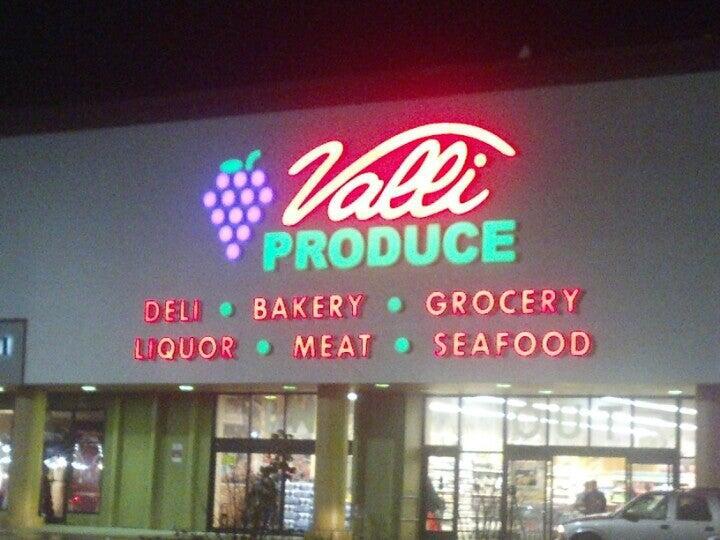 Valli
PRODUCE
DELI • BAKERY • GROCERY
LIQUOR • MEAT • SEAFOOD